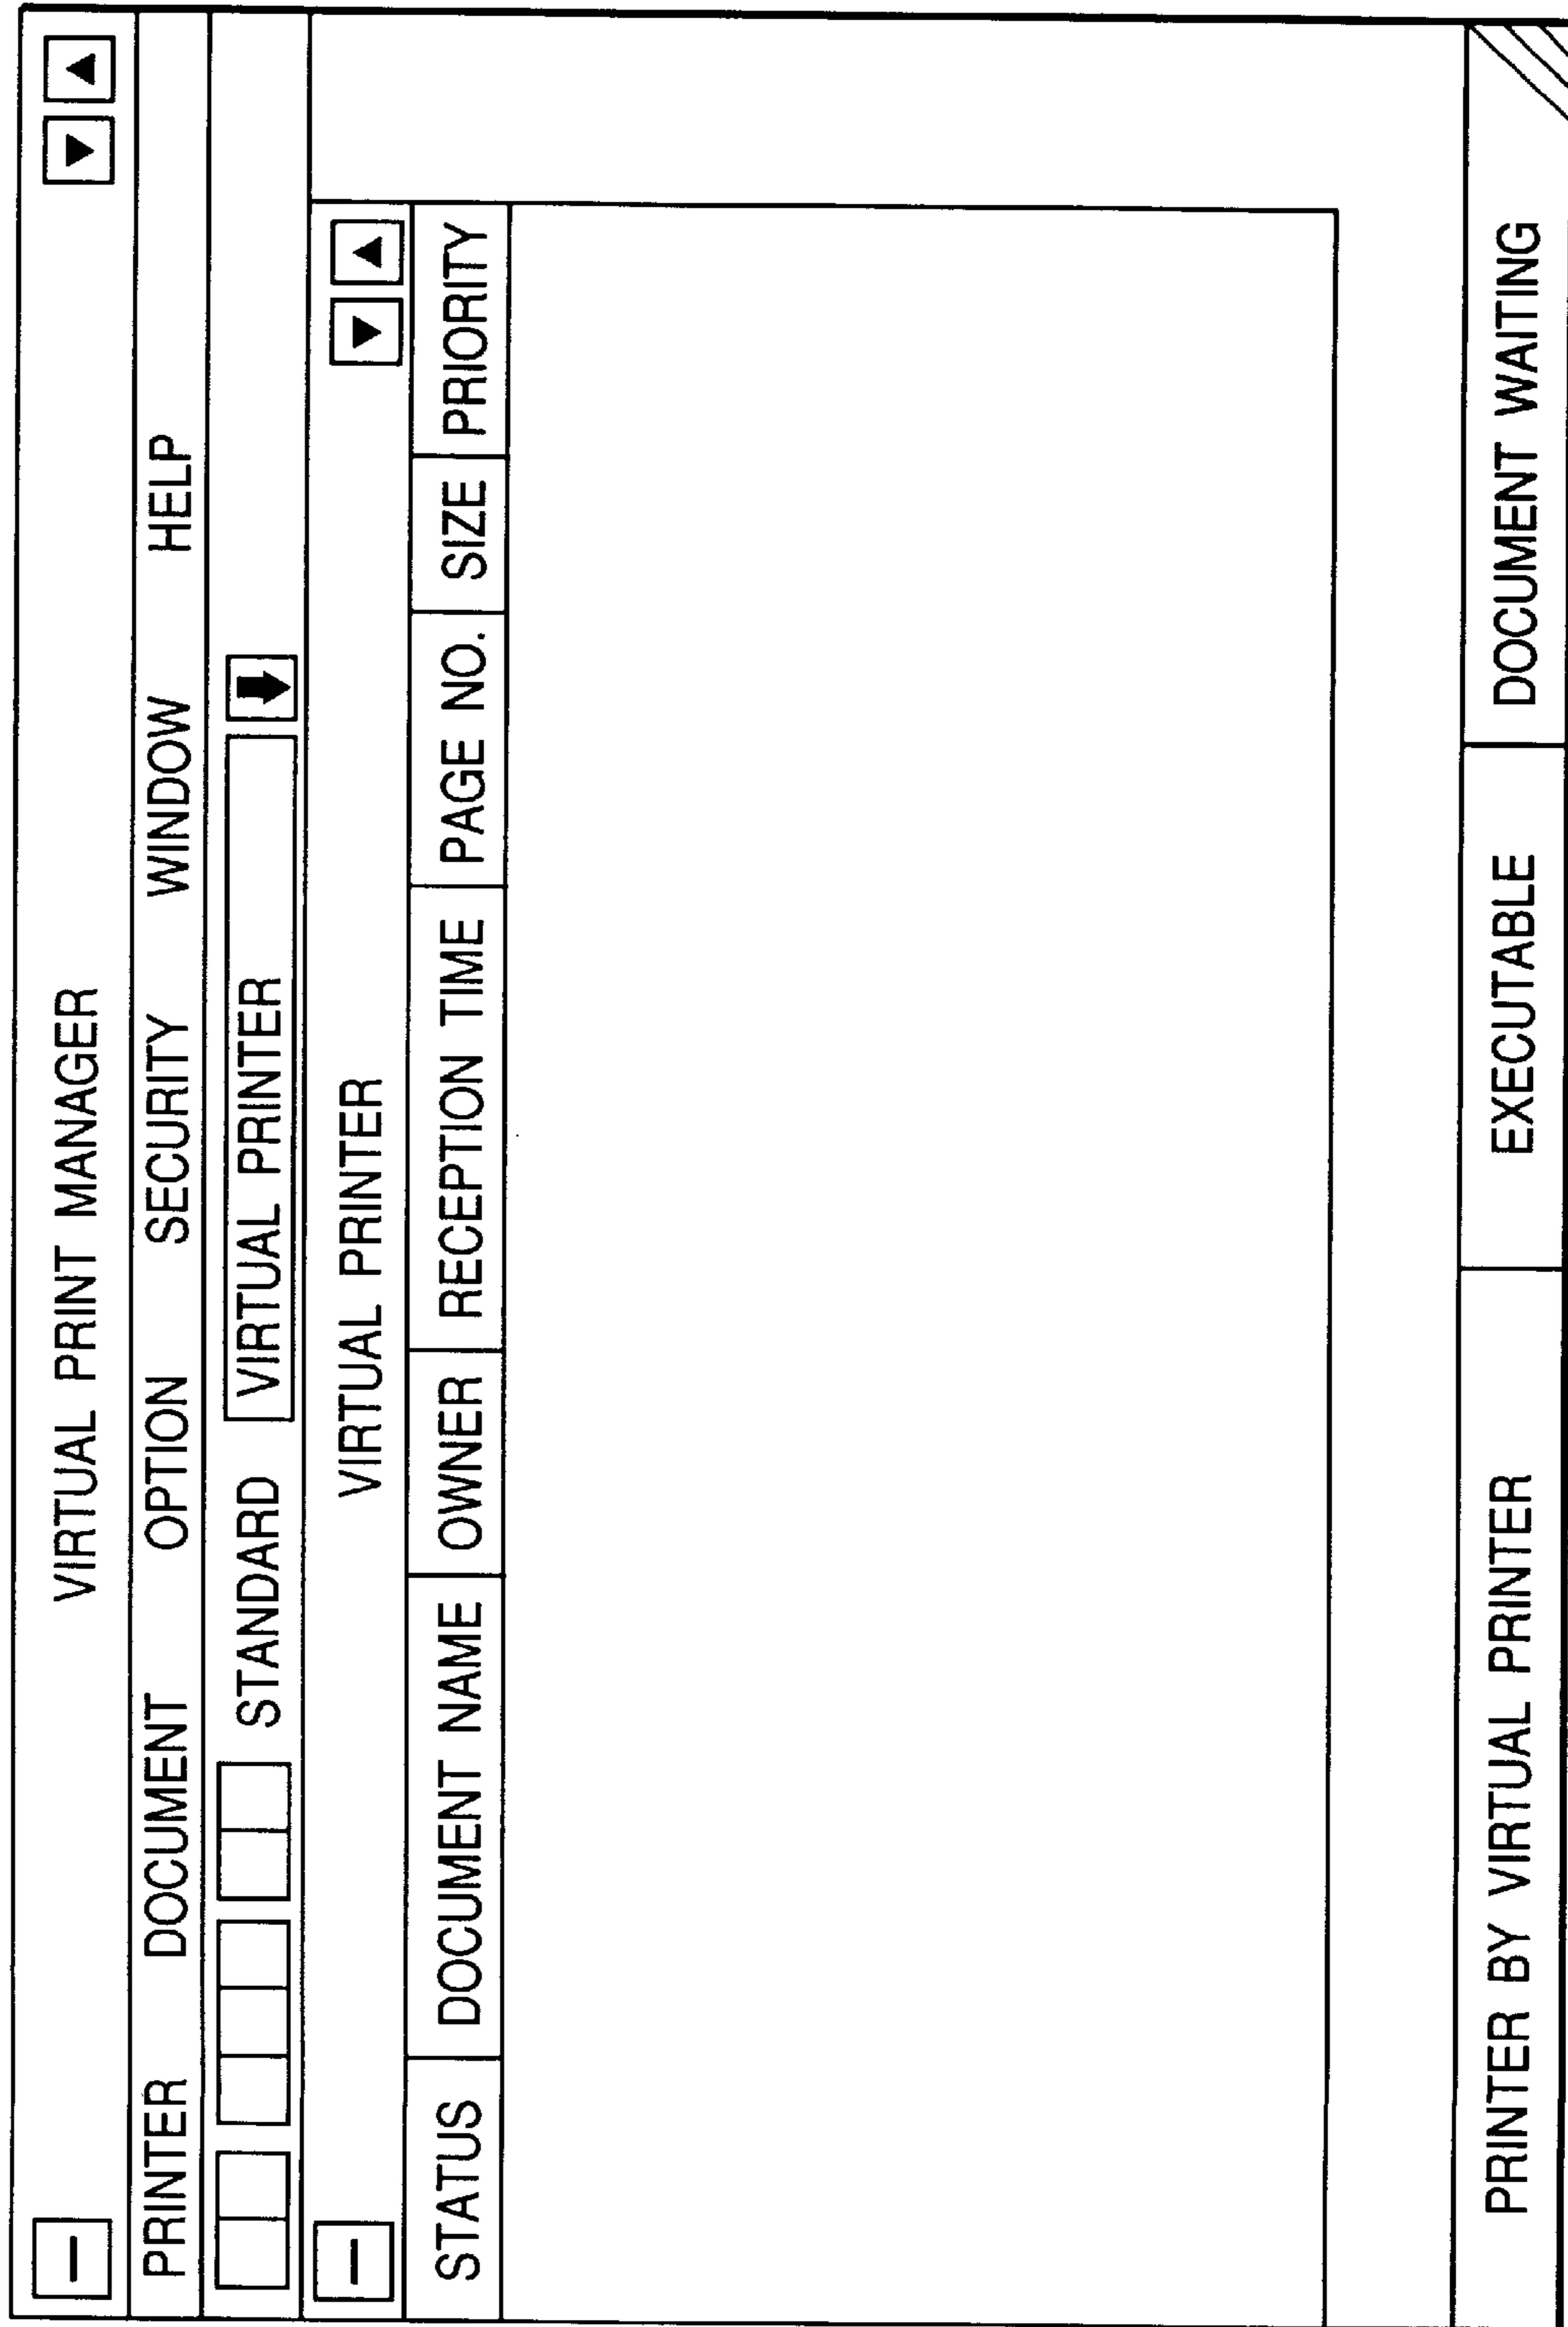 VIRTUAL PRINT MANAGER
PRINTER DOCUMENT OPTION SECURITY WINDOW HELP
STANDARD VIRTUAL PRINTER
VIRTUAL PRINTER
STATUS DOCUMENT NAME OWNER RECEPTION TIME PAGE NO. SIZE PRIORITY
PRINTER BY VIRTUAL PRINTER EXECUTABLE DOCUMENT WAITING